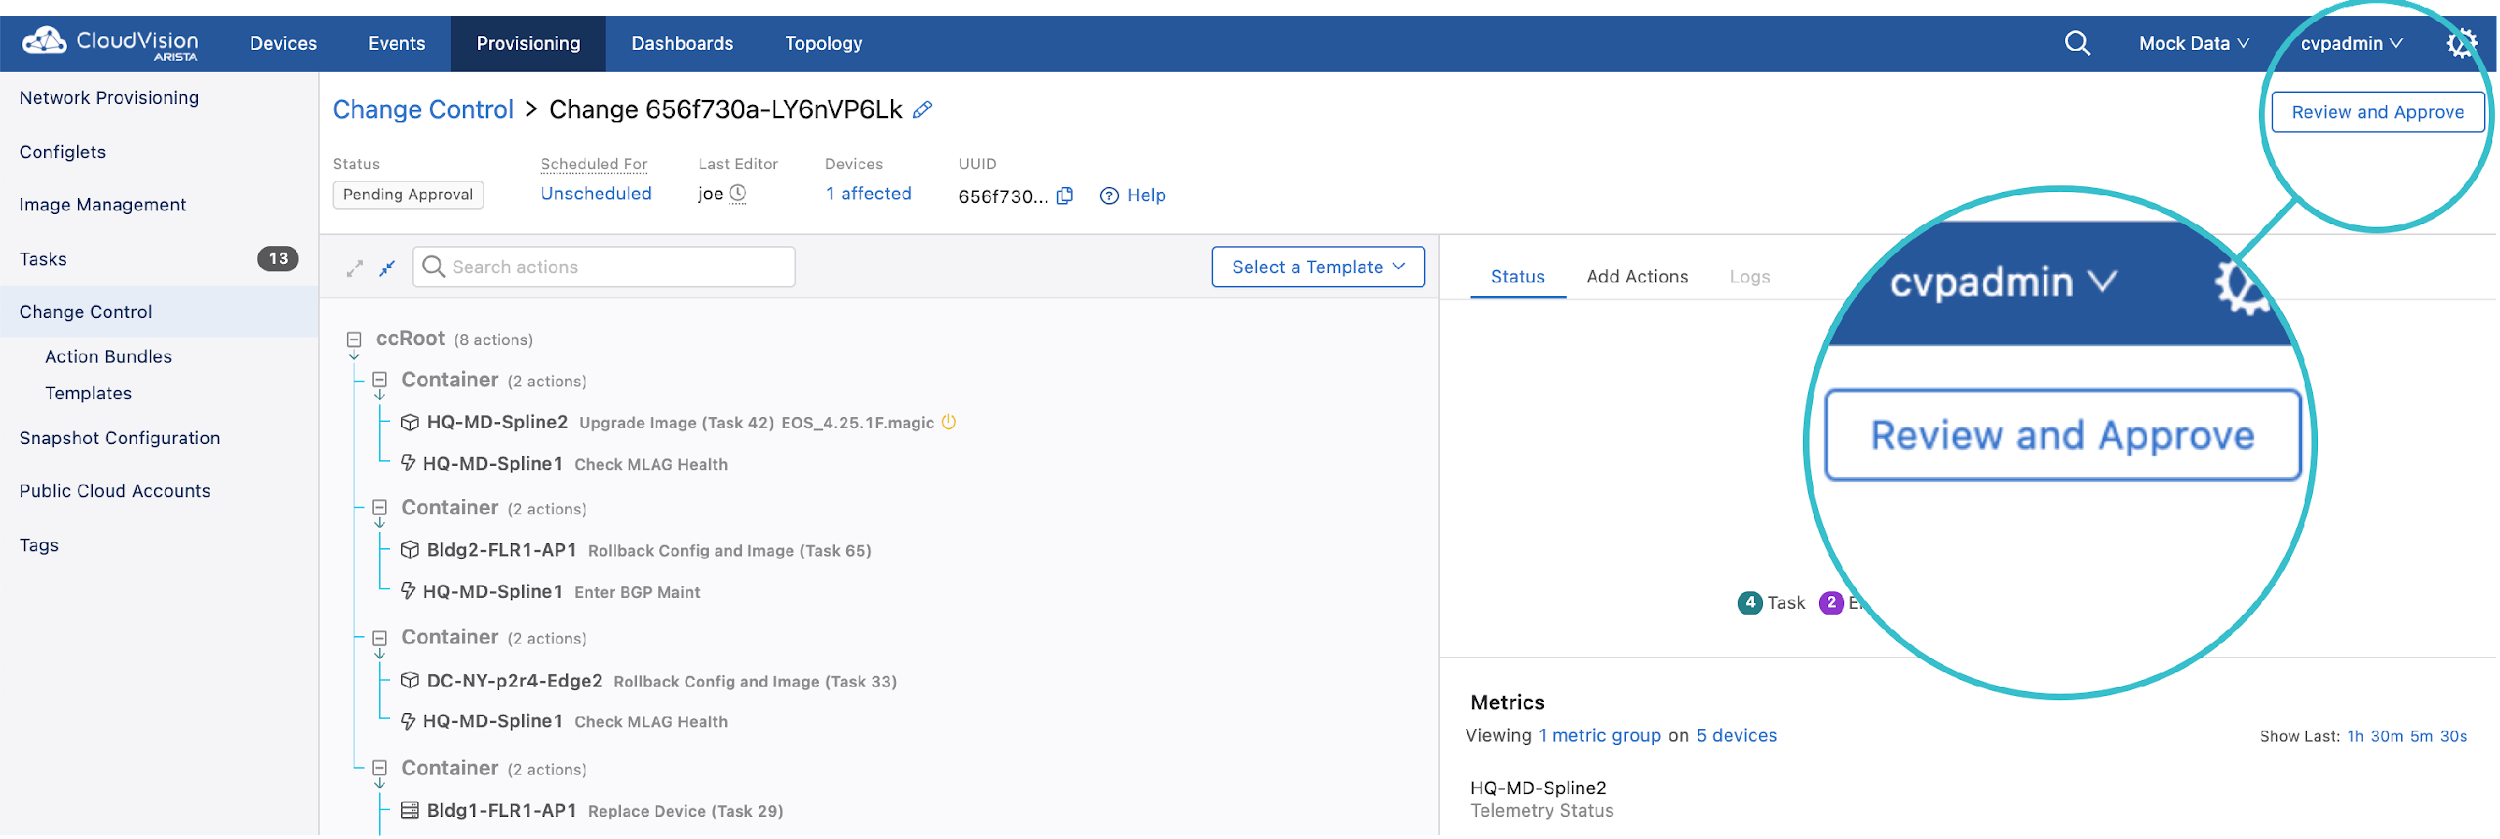 CloudVision
ARISTA
Devices Events Provisioning Dashboards Topology Mock Data cvpadmin
Network Provisioning
Configlets
Image Management
Tasks 13
Change Control
Action Bundles
Templates
Snapshot Configuration
Public Cloud Accounts
Tags
Change Control > Change 656f730a-LY6nVP6Lk
Review and Approve
Status Scheduled For Last Editor Devices UUID
Pending Approval Unscheduled joe 1 affected 656f730... Help
Search actions Select a Template
ccRoot (8 actions)
Container (2 actions)
HQ-MD-Spline2 Upgrade Image (Task 42) EOS_4.25.1F.magic
HQ-MD-Spline1 Check MLAG Health
Container (2 actions)
Bldg2-FLR1-AP1 Rollback Config and Image (Task 65)
HQ-MD-Spline1 Enter BGP Maint
Container (2 actions)
DC-NY-p2r4-Edge2 Rollback Config and Image (Task 33)
HQ-MD-Spline1 Check MLAG Health
Container (2 actions)
Bldg1-FLR1-AP1 Replace Device (Task 29)
Status Add Actions Logs
cvpadmin
Review and Approve
4 Task 2
Metrics
Viewing 1 metric group on 5 devices
Show Last: 1h 30m 5m 30s
HQ-MD-Spline2
Telemetry Status